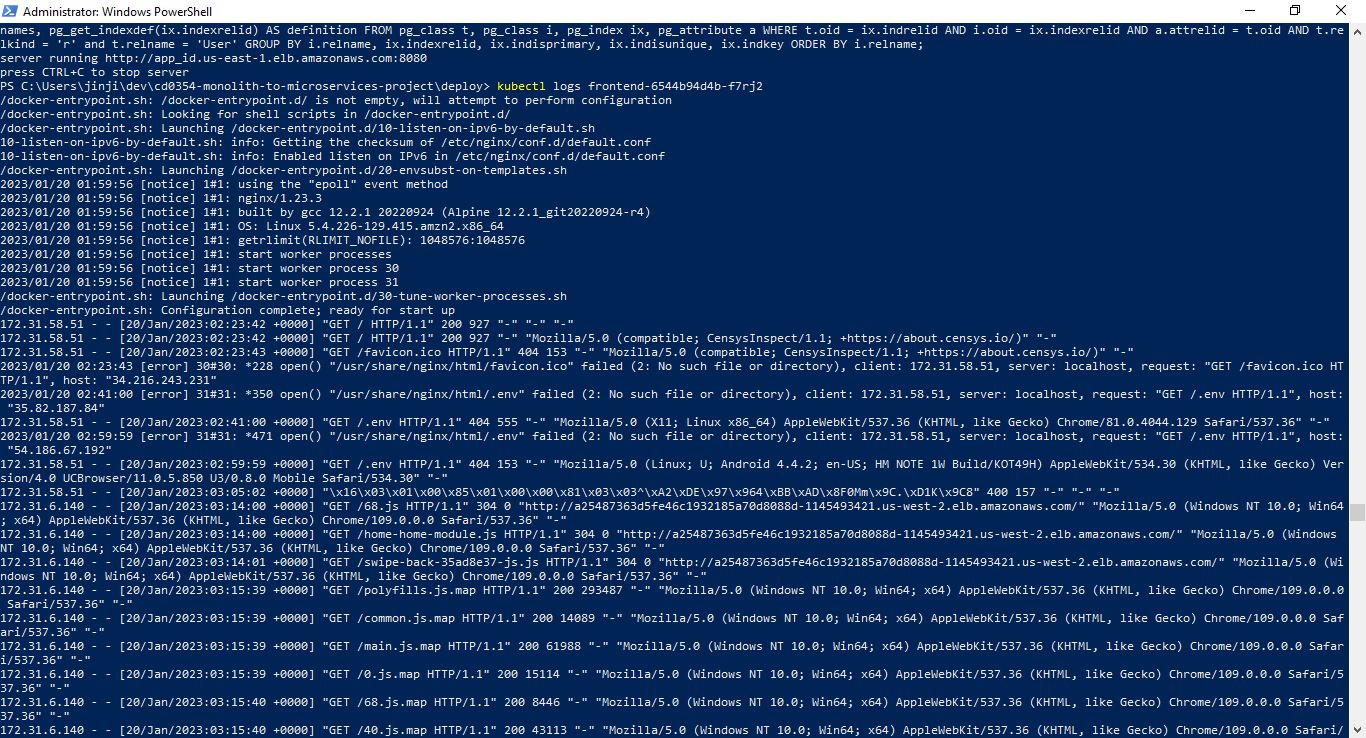 Administrator: Windows PowerShell
names, pg_get_indexdef(ix.indexrelid) AS definition FROM pg_class t, pg_class i, pg_index ix, pg_attribute a WHERE t.oid = ix.indrelid AND i.oid = ix.indexrelid AND a.attrelid = t.oid AND t.re
lkind = 'r' and t.relname = 'User' GROUP BY i.relname, ix.indexrelid, ix.indisprimary, ix.indisunique, ix.indkey ORDER BY i.relname;
server running http://app_id.us-east-1.elb.amazonaws.com:8080
press CTRL+C to stop server
PS C:\Users\jinji\dev\cd0354-monolith-to-microservices-project\deploy> kubectl logs frontend-6544b94d4b-f7rj2
/docker-entrypoint.sh: /docker-entrypoint.d/ is not empty, will attempt to perform configuration
/docker-entrypoint.sh: Looking for shell scripts in /docker-entrypoint.d/
/docker-entrypoint.sh: Launching /docker-entrypoint.d/10-listen-on-ipv6-by-default.sh
10-listen-on-ipv6-by-default.sh: info: Getting the checksum of /etc/nginx/conf.d/default.conf
10-listen-on-ipv6-by-default.sh: info: Enabled listen on IPv6 in /etc/nginx/conf.d/default.conf
/docker-entrypoint.sh: Launching /docker-entrypoint.d/20-envsubst-on-templates.sh
2023/01/20 01:59:56 [notice] 1#1: using the "epoll" event method
2023/01/20 01:59:56 [notice] 1#1: nginx/1.23.3
2023/01/20 01:59:56 [notice] 1#1: built by gcc 12.2.1 20220924 (Alpine 12.2.1_git20220924-r4)
2023/01/20 01:59:56 [notice] 1#1: OS: Linux 5.4.226-129.415.amzn2.x86_64
2023/01/20 01:59:56 [notice] 1#1: getrlimit(RLIMIT_NOFILE): 1048576:1048576
2023/01/20 01:59:56 [notice] 1#1: start worker processes
2023/01/20 01:59:56 [notice] 1#1: start worker process 30
2023/01/20 01:59:56 [notice] 1#1: start worker process 31
/docker-entrypoint.sh: Launching /docker-entrypoint.d/30-tune-worker-processes.sh
/docker-entrypoint.sh: Configuration complete; ready for start up
172.31.58.51 - - [20/Jan/2023:02:23:42 +0000] "GET / HTTP/1.1" 200 927 "-" "-" "-"
172.31.58.51 - - [20/Jan/2023:02:23:42 +0000] "GET / HTTP/1.1" 200 927 "-" "Mozilla/5.0 (compatible; CensysInspect/1.1; +https://about.censys.io/)" "-"
172.31.58.51 - - [20/Jan/2023:02:23:43 +0000] "GET /favicon.ico HTTP/1.1" 404 153 "-" "Mozilla/5.0 (compatible; CensysInspect/1.1; +https://about.censys.io/)" "-"
2023/01/20 02:23:43 [error] 30#30: *228 open() "/usr/share/nginx/html/favicon.ico" failed (2: No such file or directory), client: 172.31.58.51, server: localhost, request: "GET /favicon.ico HT
TP/1.1", host: "34.216.243.231"
2023/01/20 02:41:00 [error] 31#31: *350 open() "/usr/share/nginx/html/.env" failed (2: No such file or directory), client: 172.31.58.51, server: localhost, request: "GET /.env HTTP/1.1", host:
"35.82.187.84"
172.31.58.51 - - [20/Jan/2023:02:41:00 +0000] "GET /.env HTTP/1.1" 404 555 "-" "Mozilla/5.0 (X11; Linux x86_64) AppleWebKit/537.36 (KHTML, like Gecko) Chrome/81.0.4044.129 Safari/537.36" "-"
2023/01/20 02:59:59 [error] 31#31: *471 open() "/usr/share/nginx/html/.env" failed (2: No such file or directory), client: 172.31.58.51, server: localhost, request: "GET /.env HTTP/1.1", host:
"54.186.67.192"
172.31.58.51 - - [20/Jan/2023:02:59:59 +0000] "GET /.env HTTP/1.1" 404 153 "-" "Mozilla/5.0 (Linux; U; Android 4.4.2; en-US; HM NOTE 1W Build/KOT49H) AppleWebKit/534.30 (KHTML, like Gecko) Ver
sion/4.0 UCBrowser/11.0.5.850 U3/0.8.0 Mobile Safari/534.30" "-"
172.31.58.51 - - [20/Jan/2023:03:05:02 +0000] "\x16\x03\x01\x00\x85\x01\x00\x00\x81\x03\x03^\xA2\xDE\x97\x964\xBB\xAD\x8F0Mm\x9C.\xD1K\x9C8" 400 157 "-" "-" "-"
172.31.6.140 - - [20/Jan/2023:03:14:00 +0000] "GET /68.js HTTP/1.1" 304 0 "http://a25487363d5fe46c1932185a70d8088d-1145493421.us-west-2.elb.amazonaws.com/" "Mozilla/5.0 (Windows NT 10.0; Win64
; x64) AppleWebKit/537.36 (KHTML, like Gecko) Chrome/109.0.0.0 Safari/537.36" "-"
172.31.6.140 - - [20/Jan/2023:03:14:00 +0000] "GET /home-home-module.js HTTP/1.1" 304 0 "http://a25487363d5fe46c1932185a70d8088d-1145493421.us-west-2.elb.amazonaws.com/" "Mozilla/5.0 (Windows
NT 10.0; Win64; x64) AppleWebKit/537.36 (KHTML, like Gecko) Chrome/109.0.0.0 Safari/537.36" "-"
172.31.6.140 - - [20/Jan/2023:03:14:01 +0000] "GET /swipe-back-35ad8e37-js.js HTTP/1.1" 304 0 "http://a25487363d5fe46c1932185a70d8088d-1145493421.us-west-2.elb.amazonaws.com/" "Mozilla/5.0 (Wi
ndows NT 10.0; Win64; x64) AppleWebKit/537.36 (KHTML, like Gecko) Chrome/109.0.0.0 Safari/537.36" "-"
172.31.6.140 - - [20/Jan/2023:03:15:39 +0000] "GET /polyfills.js.map HTTP/1.1" 200 293487 "-" "Mozilla/5.0 (Windows NT 10.0; Win64; x64) AppleWebKit/537.36 (KHTML, like Gecko) Chrome/109.0.0.0
Safari/537.36" "-"
172.31.6.140 - - [20/Jan/2023:03:15:39 +0000] "GET /common.js.map HTTP/1.1" 200 14089 "-" "Mozilla/5.0 (Windows NT 10.0; Win64; x64) AppleWebKit/537.36 (KHTML, like Gecko) Chrome/109.0.0.0 Saf
ari/537.36" "-"
172.31.6.140 - - [20/Jan/2023:03:15:39 +0000] "GET /main.js.map HTTP/1.1" 200 61988 "-" "Mozilla/5.0 (Windows NT 10.0; Win64; x64) AppleWebKit/537.36 (KHTML, like Gecko) Chrome/109.0.0.0 Safar
i/537.36" "-"
172.31.6.140 - - [20/Jan/2023:03:15:39 +0000] "GET /0.js.map HTTP/1.1" 200 15114 "-" "Mozilla/5.0 (Windows NT 10.0; Win64; x64) AppleWebKit/537.36 (KHTML, like Gecko) Chrome/109.0.0.0 Safari/5
37.36" "-"
172.31.6.140 - - [20/Jan/2023:03:15:40 +0000] "GET /68.js.map HTTP/1.1" 200 8446 "-" "Mozilla/5.0 (Windows NT 10.0; Win64; x64) AppleWebKit/537.36 (KHTML, like Gecko) Chrome/109.0.0.0 Safari/5
37.36" "-"
172.31.6.140 - - [20/Jan/2023:03:15:40 +0000] "GET /40.js.map HTTP/1.1" 200 43113 "-" "Mozilla/5.0 (Windows NT 10.0; Win64; x64) AppleWebKit/537.36 (KHTML, like Gecko) Chrome/109.0.0.0 Safari/